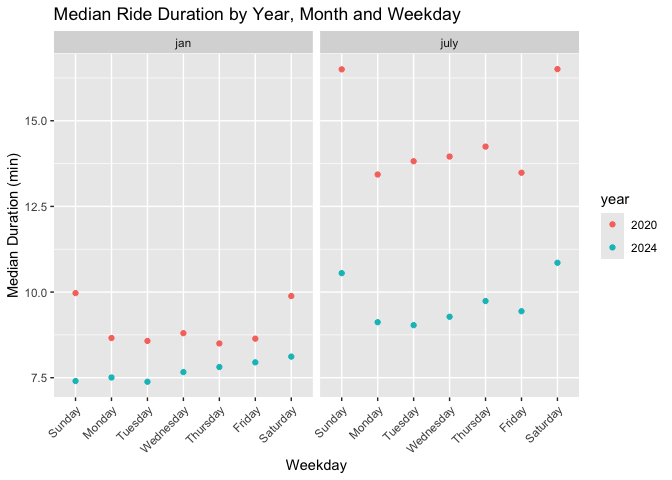 Median Ride Duration by Year, Month and Weekday
jan
july
Median Duration (min)
15.0
12.5
10.0
7.5
Sunday
Monday
Tuesday
Wednesday
Thursday
Friday
Saturday
Sunday
Monday
Tuesday
Wednesday
Thursday
Friday
Saturday
Weekday
year
2020
2024